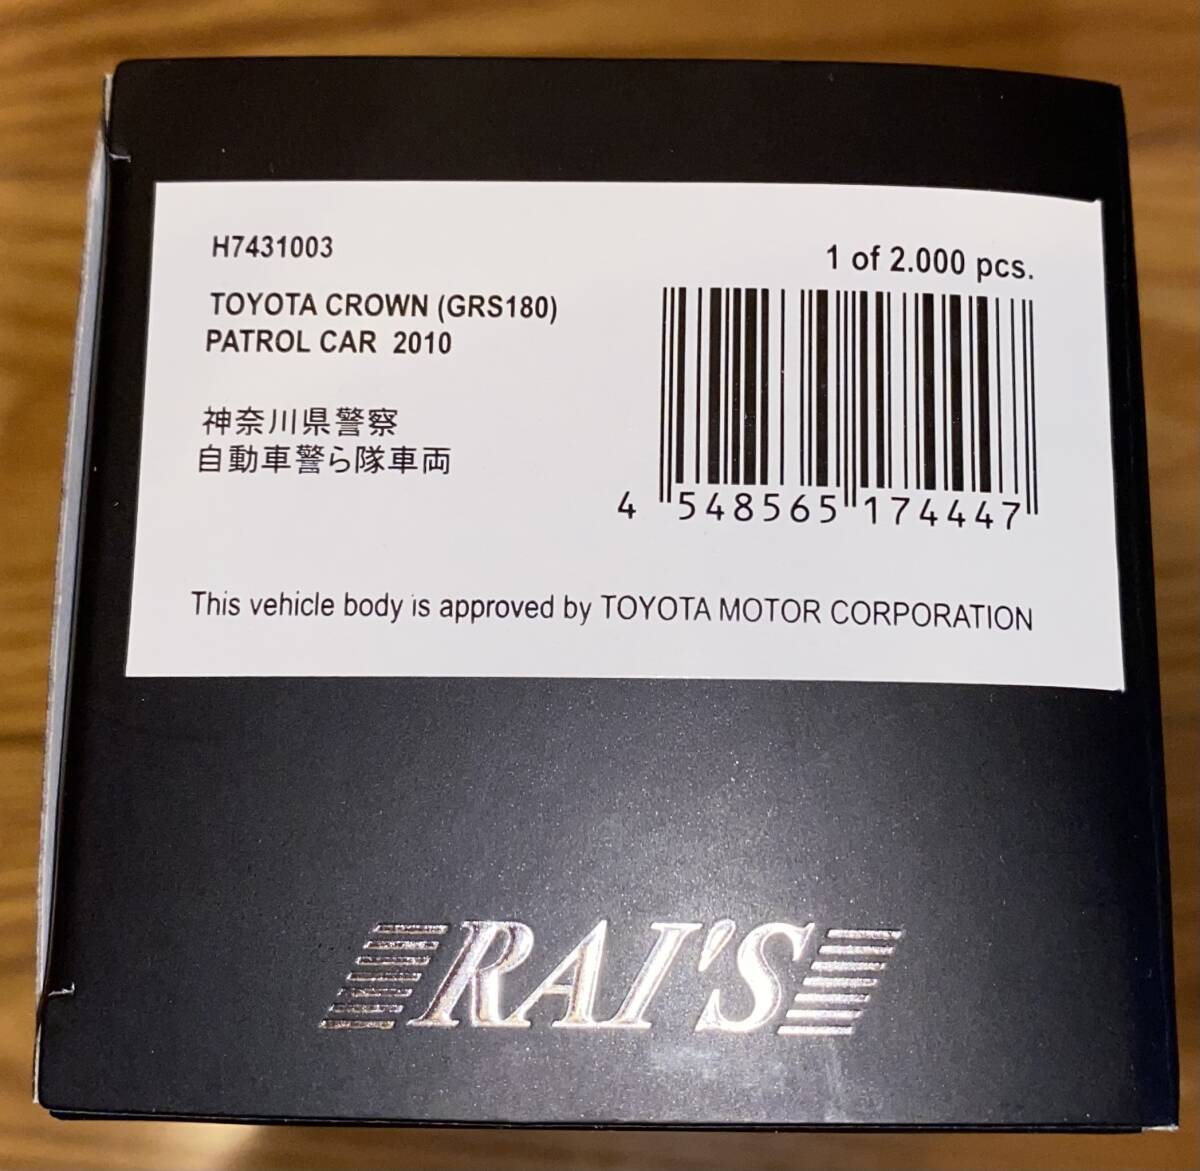 H7431003
1 of 2.000 pcs.
TOYOTA CROWN (GRS180)
PATROL CAR 2010
神奈川県警察
自動車警ら隊車両
4 548565 174447
This vehicle body is approved by TOYOTA MOTOR CORPORATION
RAI'S